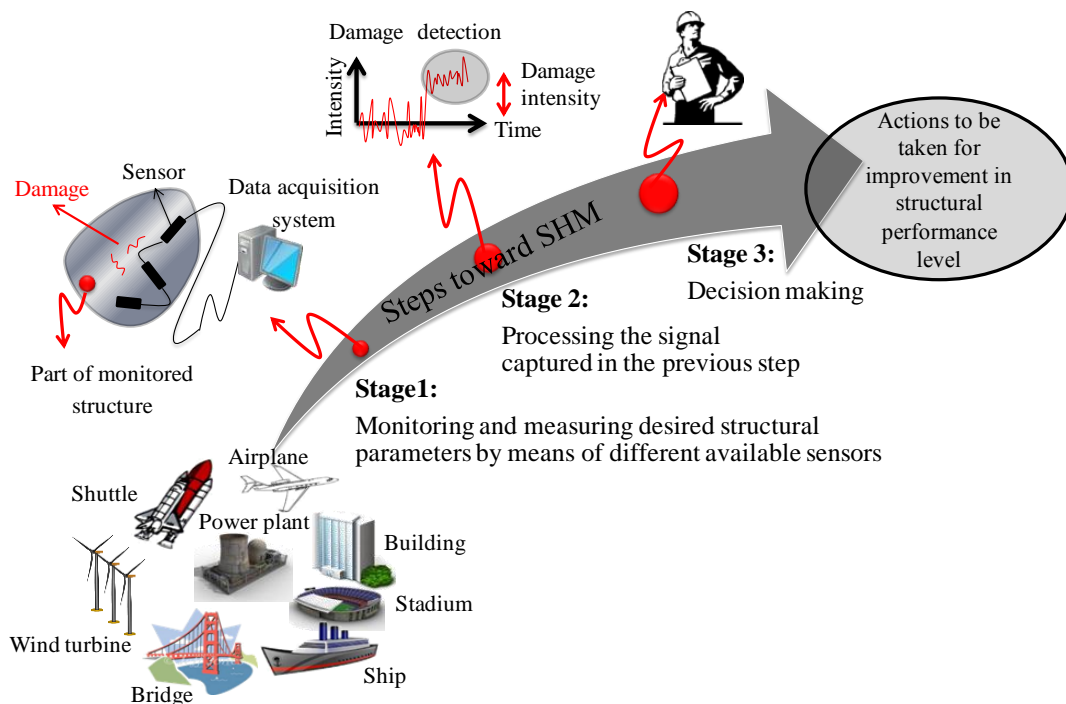 Damage detection
Intensity
Time
Damage
intensity
Actions to be
taken for
improvement in
structural
performance
level
Sensor
Damage
Data acquisition
system
Part of monitored
structure
Steps toward SHM
Stage 3:
Decision making
Stage 2:
Processing the signal
captured in the previous step
Stage1:
Monitoring and measuring desired structural
parameters by means of different available sensors
Airplane
Shuttle
Power plant
Building
Stadium
Wind turbine
Bridge
Ship